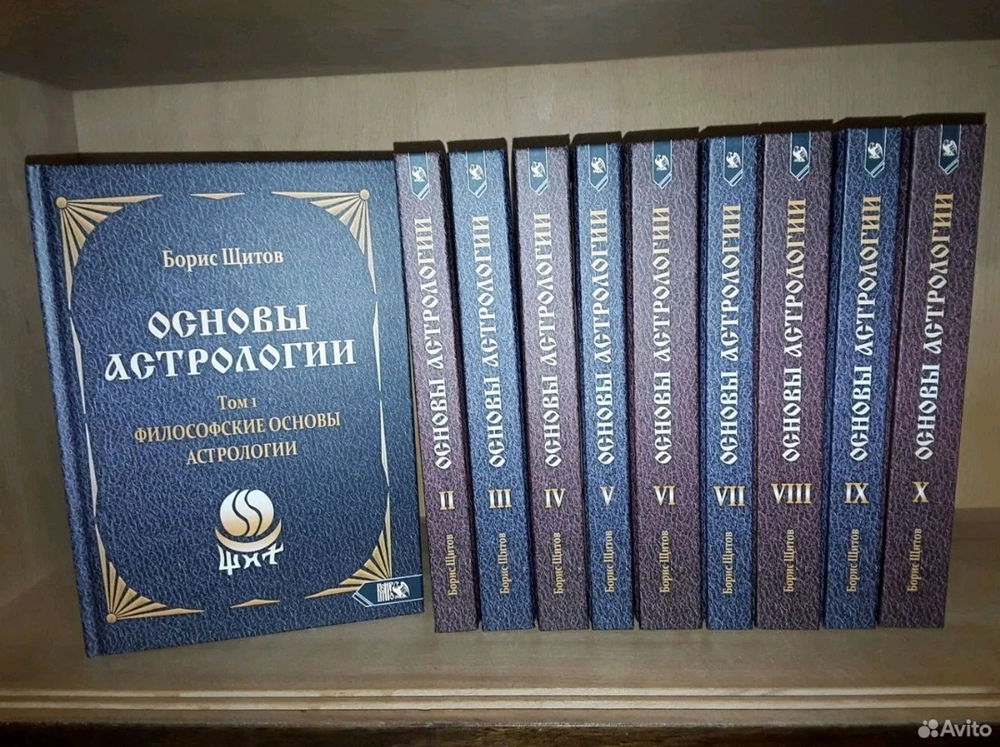 Борис Щитов
ОСНОВЫ
АСТРОЛОГИИ
Том 1
ФИЛОСОФСКИЕ ОСНОВЫ
АСТРОЛОГИИ
ОСНОВЫ АСТРОЛОГИИ
II
Борис Щитов
ОСНОВЫ АСТРОЛОГИИ
III
Борис Щитов
ОСНОВЫ АСТРОЛОГИИ
IV
Борис Щитов
ОСНОВЫ АСТРОЛОГИИ
V
Борис Щитов
ОСНОВЫ АСТРОЛОГИИ
VI
Борис Щитов
ОСНОВЫ АСТРОЛОГИИ
VII
Борис Щитов
ОСНОВЫ АСТРОЛОГИИ
VIII
Борис Щитов
ОСНОВЫ АСТРОЛОГИИ
IX
Борис Щитов
ОСНОВЫ АСТРОЛОГИИ
X
Борис Щитов
Avito